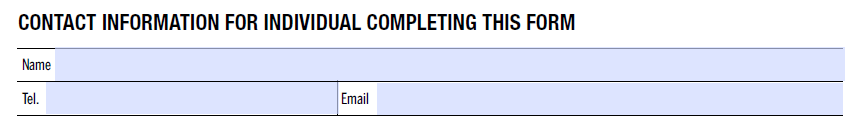 CONTACT INFORMATION FOR INDIVIDUAL COMPLETING THIS FORM
Name
Tel. Email